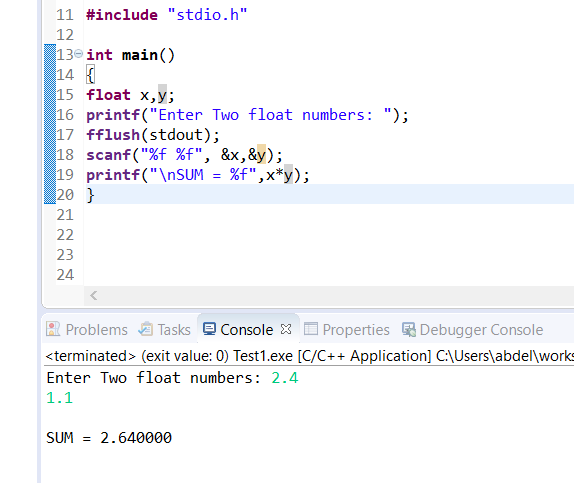 11 #include "stdio.h"
12
13 int main()
14 {
15 float x,y;
16 printf("Enter Two float numbers: ");
17 fflush(stdout);
18 scanf("%f %f", &x,&y);
19 printf("\nSUM = %f",x*y);
20 }
21
22
23
24
Problems Tasks Console Properties Debugger Console
<terminated> (exit value: 0) Test1.exe [C/C++ Application] C:\Users\abdel\works
Enter Two float numbers: 2.4
1.1
SUM = 2.640000